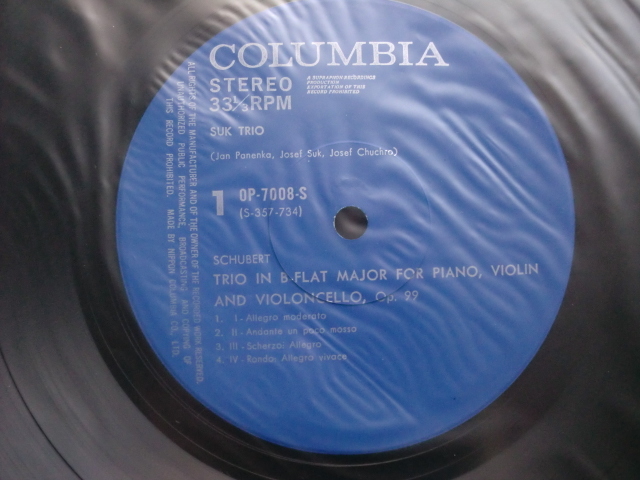 COLUMBIA
STEREO
33⅓RPM
A SUPRAPHON RECORDINGS
PRODUCTION
EXPORTATION OF THIS
RECORD PROHIBITED
SUK TRIO
(Jan Panenka, Josef Suk, Josef Chuchro)
1
OP-7008-S
(S-357-734)
SCHUBERT
TRIO IN B-FLAT MAJOR FOR PIANO, VIOLIN
AND VIOLONCELLO, Op. 99
1. I-Allegro moderato
2. II-Andante un poco mosso
3. III-Scherzo: Allegro
4. IV-Rondo: Allegro vivace
ALL RIGHTS OF THE MANUFACTURER AND OF THE OWNER OF THE RECORDED WORK RESERVED.
UNAUTHORIZED PUBLIC PERFORMANCE, BROADCASTING AND COPYING OF
THIS RECORD PROHIBITED. MADE BY NIPPON COLUMBIA CO., LTD.